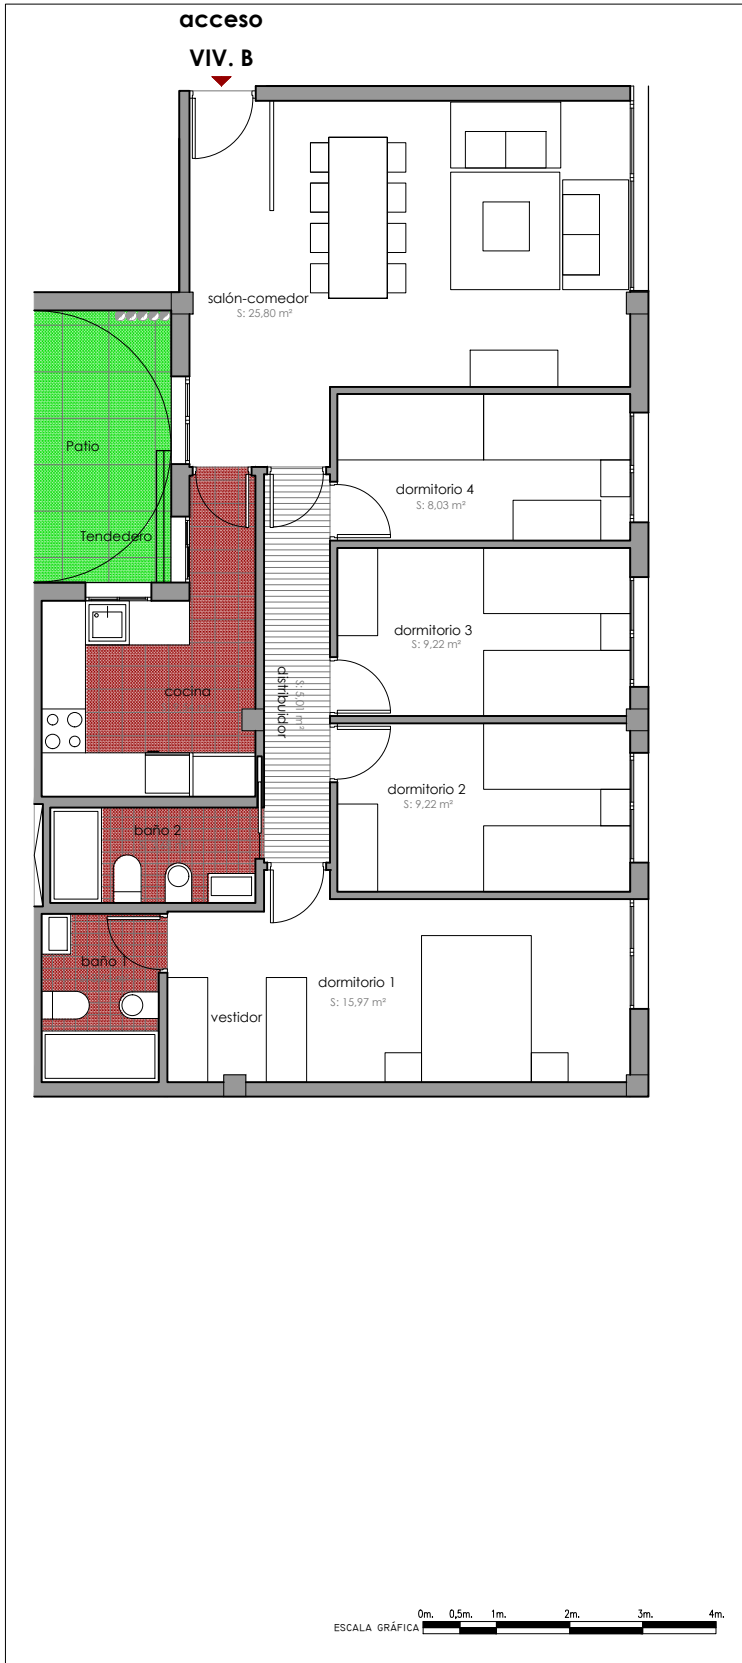 acceso
VIV. B
salón-comedor
S: 25,80 m²
Patio
dormitorio 4
S: 8,03 m²
Tendedero
dormitorio 3
S: 9,22 m²
cocina
distribuidor
S: 5,01 m²
dormitorio 2
S: 9,22 m²
baño 2
baño 1
dormitorio 1
S: 15,97 m²
vestidor
0m. 0,5m. 1m. 2m. 3m. 4m.
ESCALA GRÁFICA